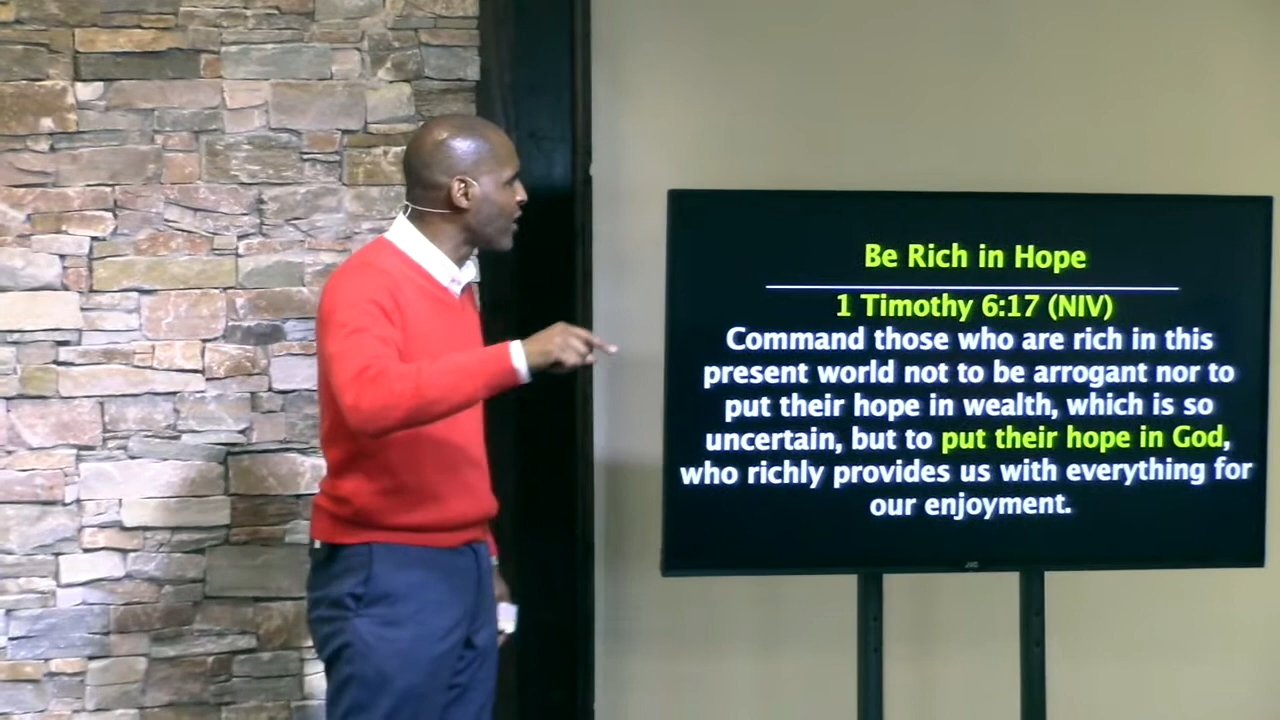 Be Rich in Hope
1 Timothy 6:17 (NIV)
Command those who are rich in this
present world not to be arrogant nor to
put their hope in wealth, which is so
uncertain, but to put their hope in God,
who richly provides us with everything for
our enjoyment.
JVC